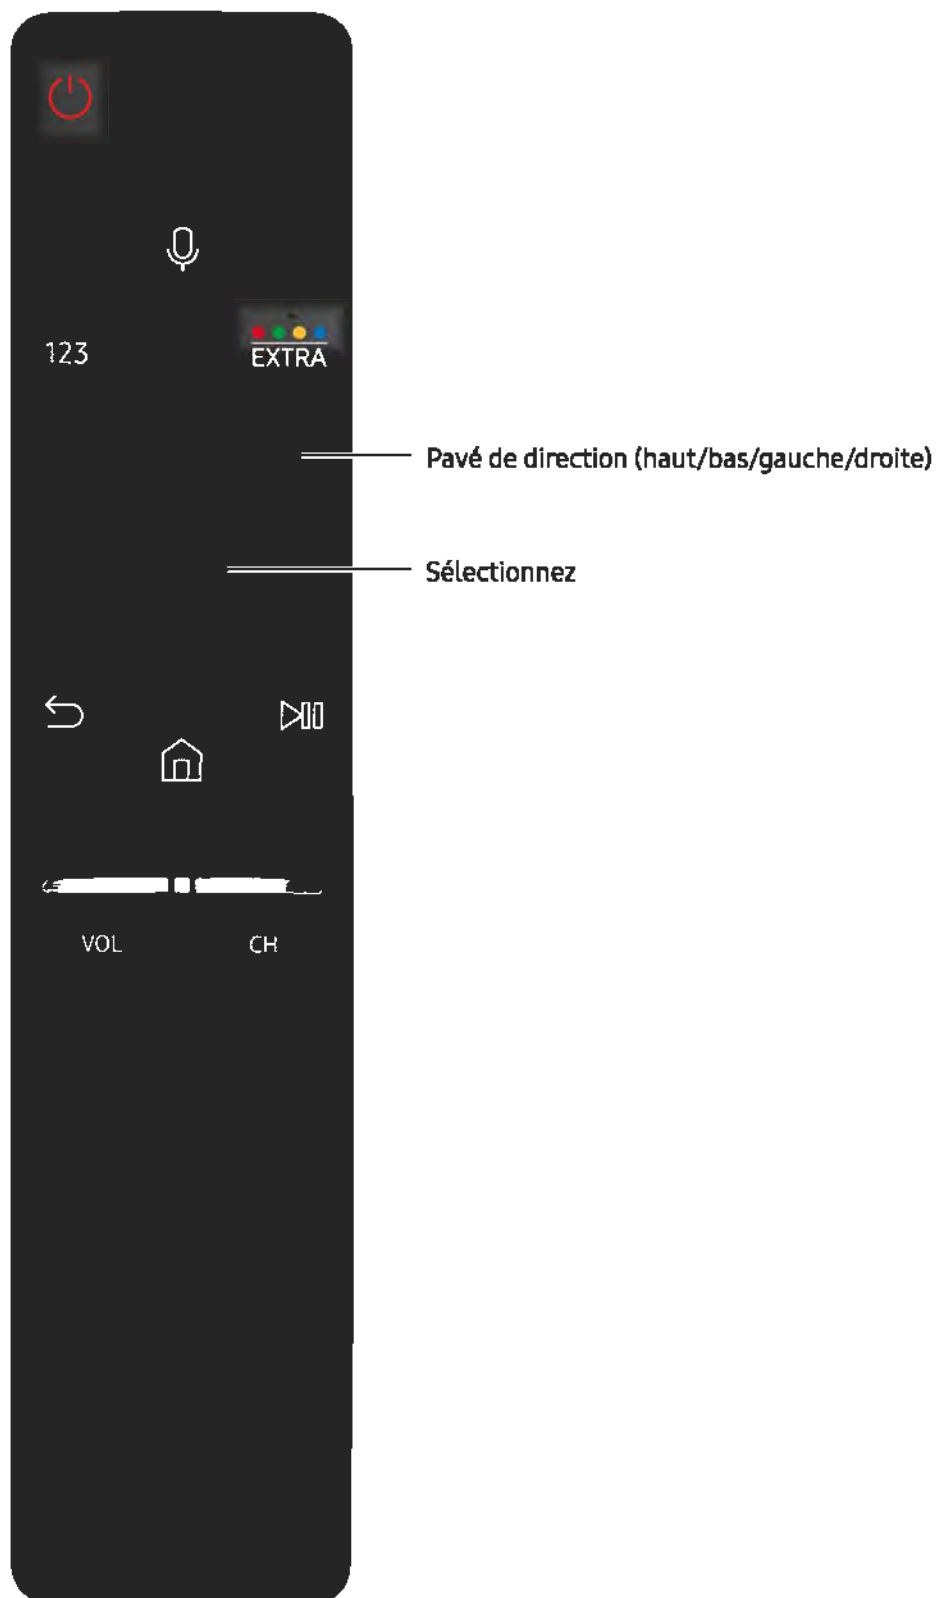 123
EXTRA
Pavé de direction (haut/bas/gauche/droite)
Sélectionnez
VOL
CH